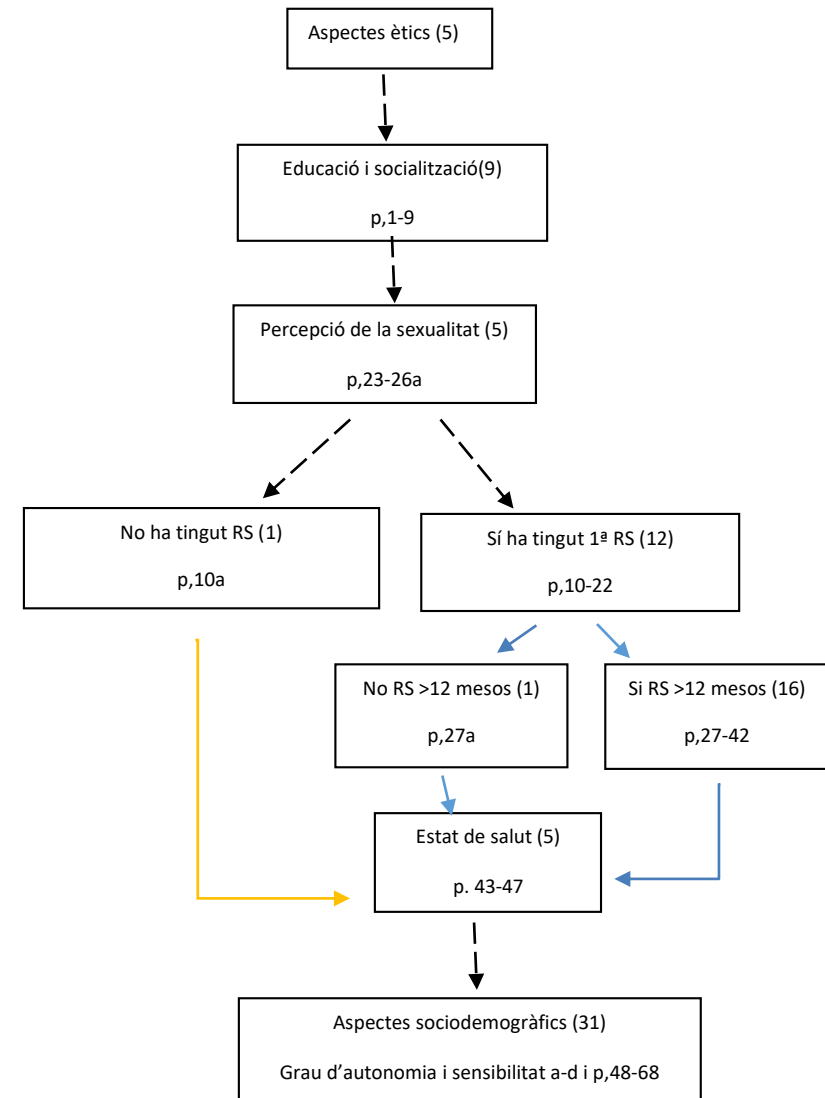 Aspectes ètics (5)
Educació i socialització(9)
p,1-9
Percepció de la sexualitat (5)
p,23-26a
No ha tingut RS (1)
p,10a
Sí ha tingut 1ª RS (12)
p,10-22
No RS >12 mesos (1)
p,27a
Si RS >12 mesos (16)
p,27-42
Estat de salut (5)
p. 43-47
Aspectes sociodemogràfics (31)
Grau d’autonomia i sensibilitat a-d i p,48-68